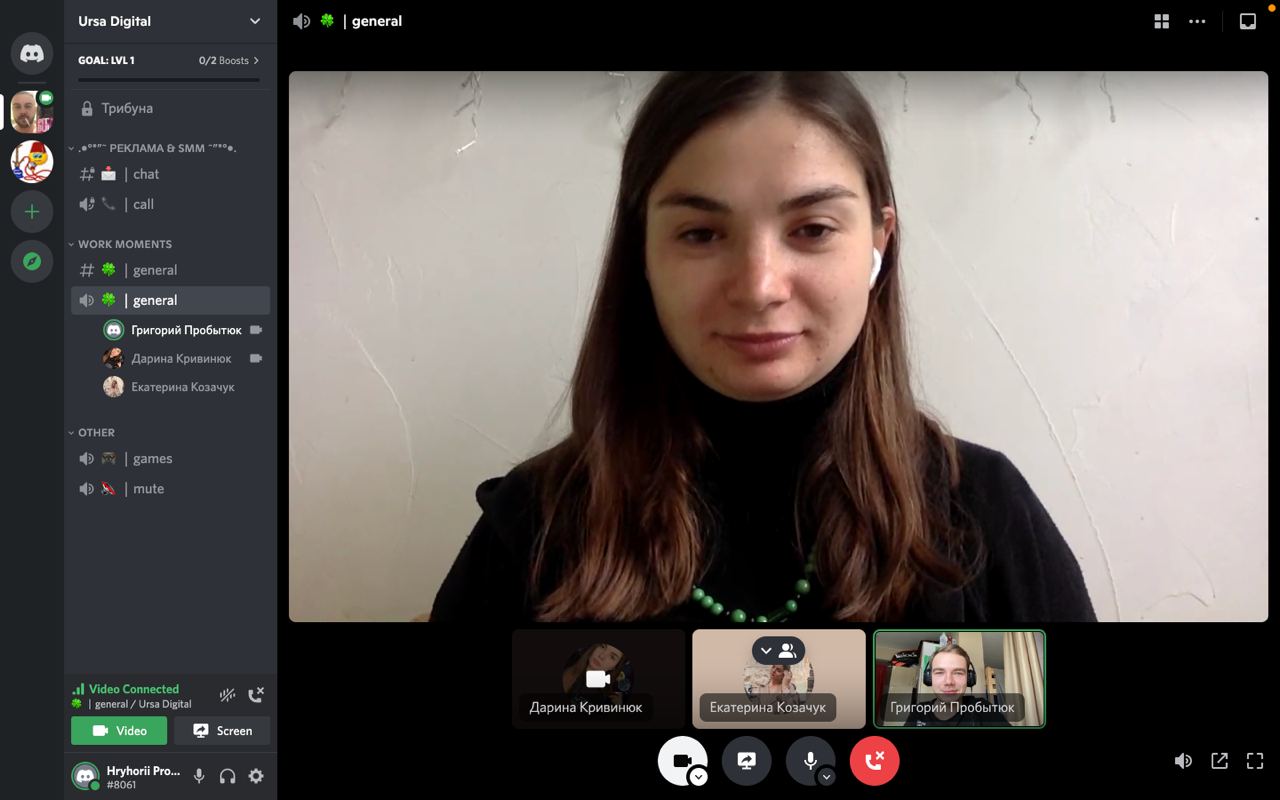 Ursa Digital
GOAL: LVL 1
0/2 Boosts
Трибуна
.•°*”˜ РЕКЛАМА & SMM ˜”*°•.
| chat
| call
WORK MOMENTS
| general
| general
Григорий Пробытюк
Дарина Кривинюк
Екатерина Козачук
OTHER
| games
| mute
Video Connected
| general / Ursa Digital
Video
Screen
Hryhorii Pro...
#8061
| general
Дарина Кривинюк
Екатерина Козачук
Григорий Пробытюк